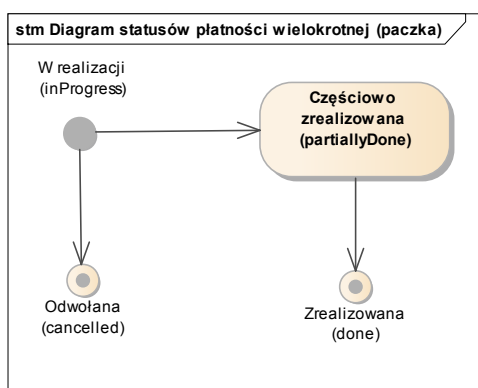 stm Diagram statusów płatności wielokrotnej (paczka)
W realizacji
(inProgress)
Częściowo
zrealizowana
(partiallyDone)
Odwołana
(cancelled)
Zrealizowana
(done)